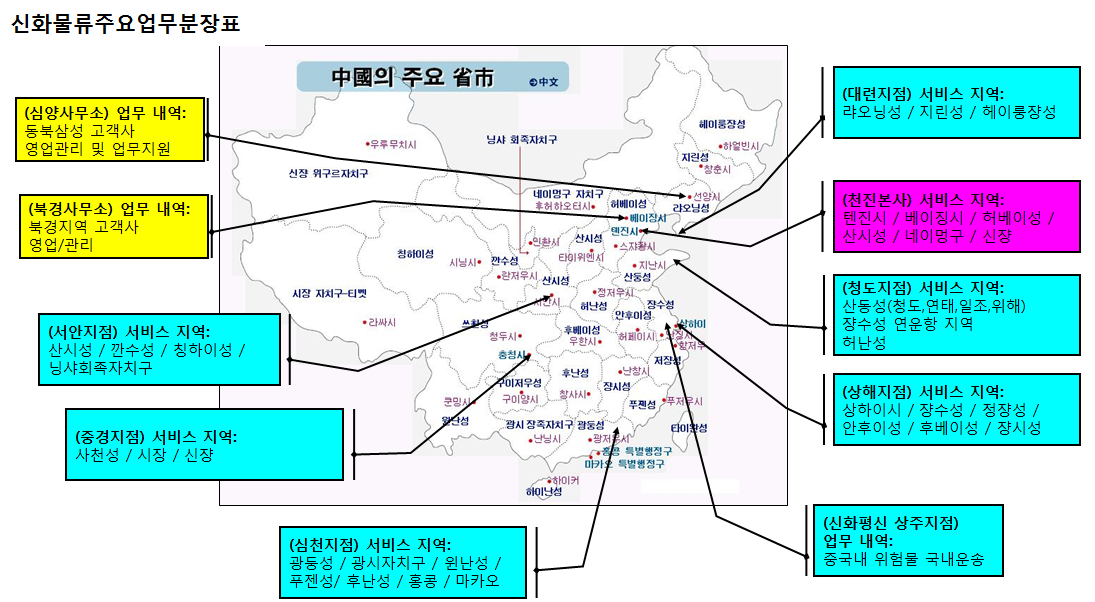 신화물류주요업무분장표
中國의 주요 省市
中文
(심양사무소) 업무 내역:
동북삼성 고객사
영업관리 및 업무지원
(북경사무소) 업무 내역:
북경지역 고객사
영업/관리
(서안지점) 서비스 지역:
산시성 / 깐수성 / 칭하이성 /
닝샤회족자치구
(중경지점) 서비스 지역:
사천성 / 시장 / 신쟝
(심천지점) 서비스 지역:
광둥성 / 광시자치구 / 윈난성 /
푸젠성/ 후난성 / 홍콩 / 마카오
(대련지점) 서비스 지역:
랴오닝성 / 지린성 / 헤이룽쟝성
(천진본사) 서비스 지역:
텐진시 / 베이징시 / 허베이성 /
산시성 / 네이멍구 / 신쟝
(청도지점) 서비스 지역:
산동성(청도,연태,일조,위해)
장수성 연운항 지역
허난성
(상해지점) 서비스 지역:
상하이시 / 쟝수성 / 정쟝성 /
안후이성 / 후베이성 / 쟝시성
(신화평신 상주지점)
업무 내역:
중국내 위험물 국내운송
헤이룽쟝성
하얼빈시
지린성
창춘시
선양시
랴오닝성
닝샤 회족자치구
우루무치시
신쟝 위구르자치구
네이멍구 자치구
후허하오터시
허베이성
베이징시
텐진시
스쟈좡시
인촨시
산시성
타이위엔시
지난시
산둥성
칭하이성
시닝시
깐수성
란저우시
산시성
시안시
정저우시
허난성
쟝수성
시장 자치구-티벳
라싸시
쓰촨성
청두시
충칭시
후베이성
우한시
안후이성
허페이시
상하이
난징시
항저우
저쟝성
구이저우성
구이양시
후난성
창사시
난창시
쟝시성
푸젠성
푸저우시
쿤밍시
윈난성
광시 쟝족자치구
난닝시
광둥성
광저우시
홍콩 특별행정구
마카오 특별행정구
타이완성
하이커
하이난성